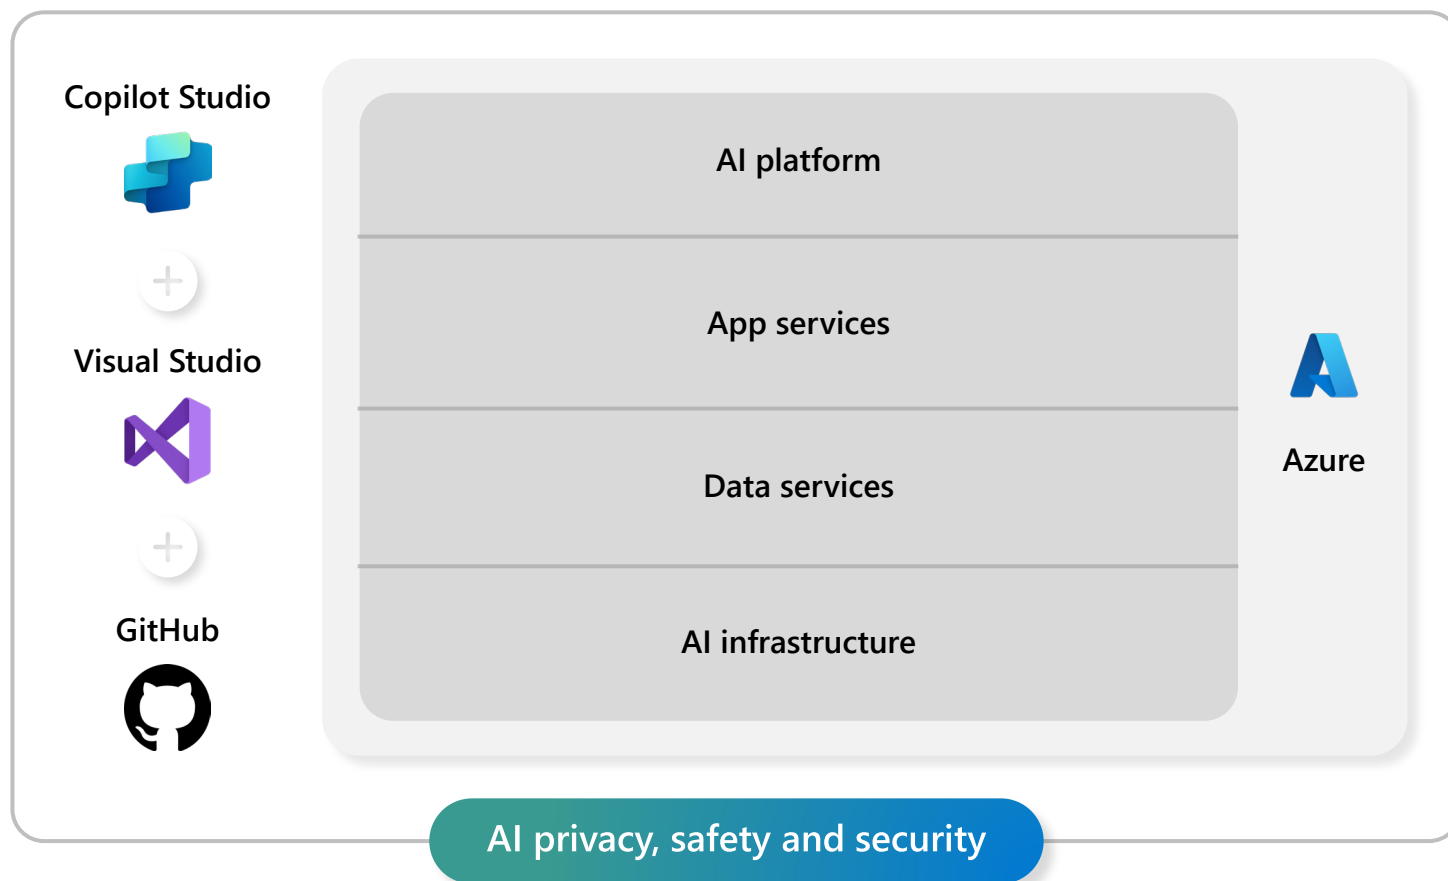 Copilot Studio
Visual Studio
GitHub
AI platform
App services
Data services
AI infrastructure
Azure
AI privacy, safety and security